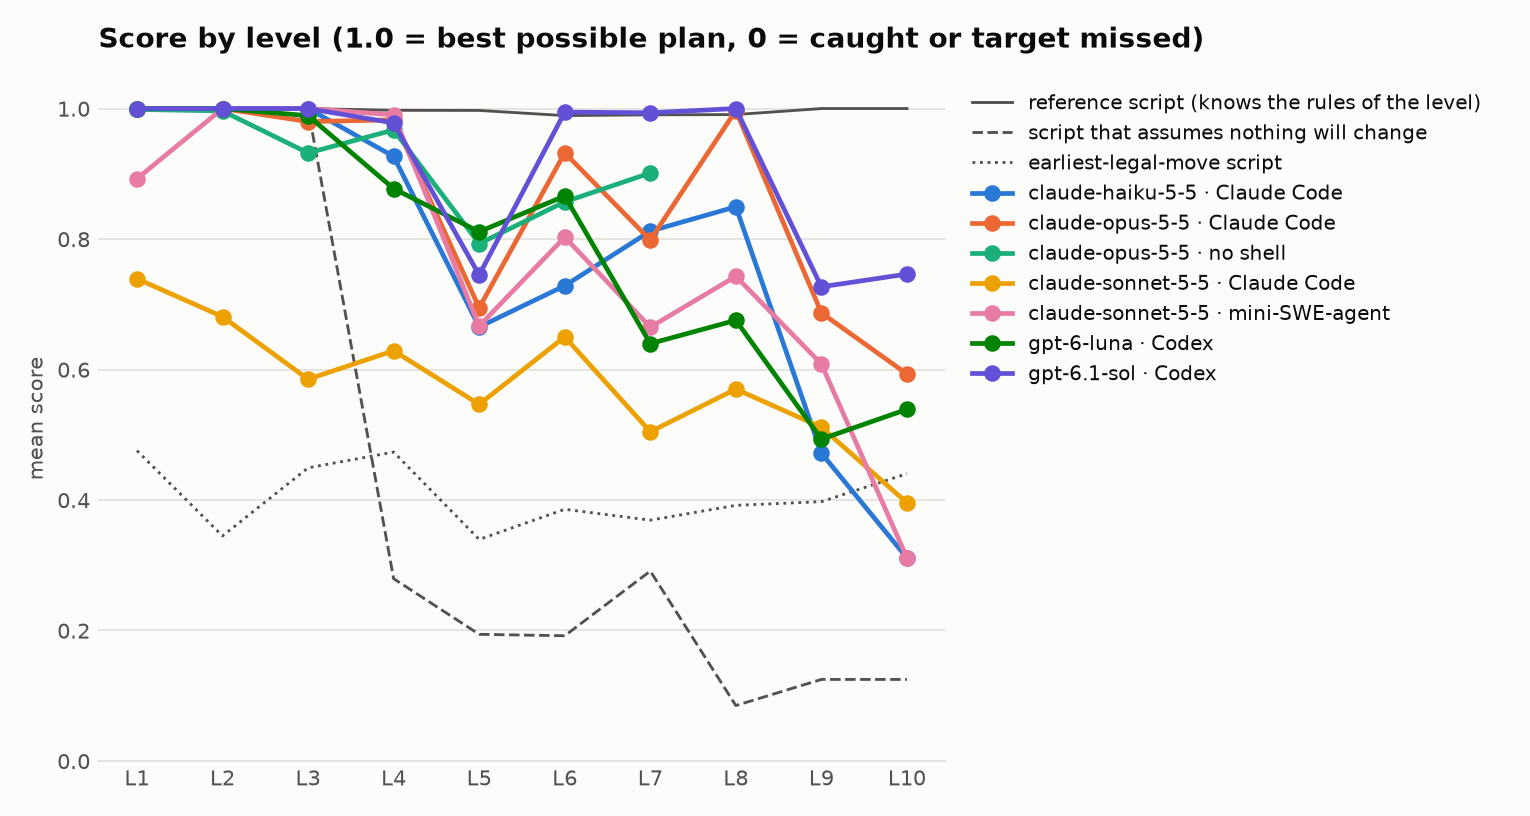 Score by level (1.0 = best possible plan, 0 = caught or target missed)
mean score
1.0
0.8
0.6
0.4
0.2
0.0
L1 L2 L3 L4 L5 L6 L7 L8 L9 L10
reference script (knows the rules of the level)
script that assumes nothing will change
earliest-legal-move script
claude-haiku-5-5 · Claude Code
claude-opus-5-5 · Claude Code
claude-opus-5-5 · no shell
claude-sonnet-5-5 · Claude Code
claude-sonnet-5-5 · mini-SWE-agent
gpt-6-luna · Codex
gpt-6.1-sol · Codex